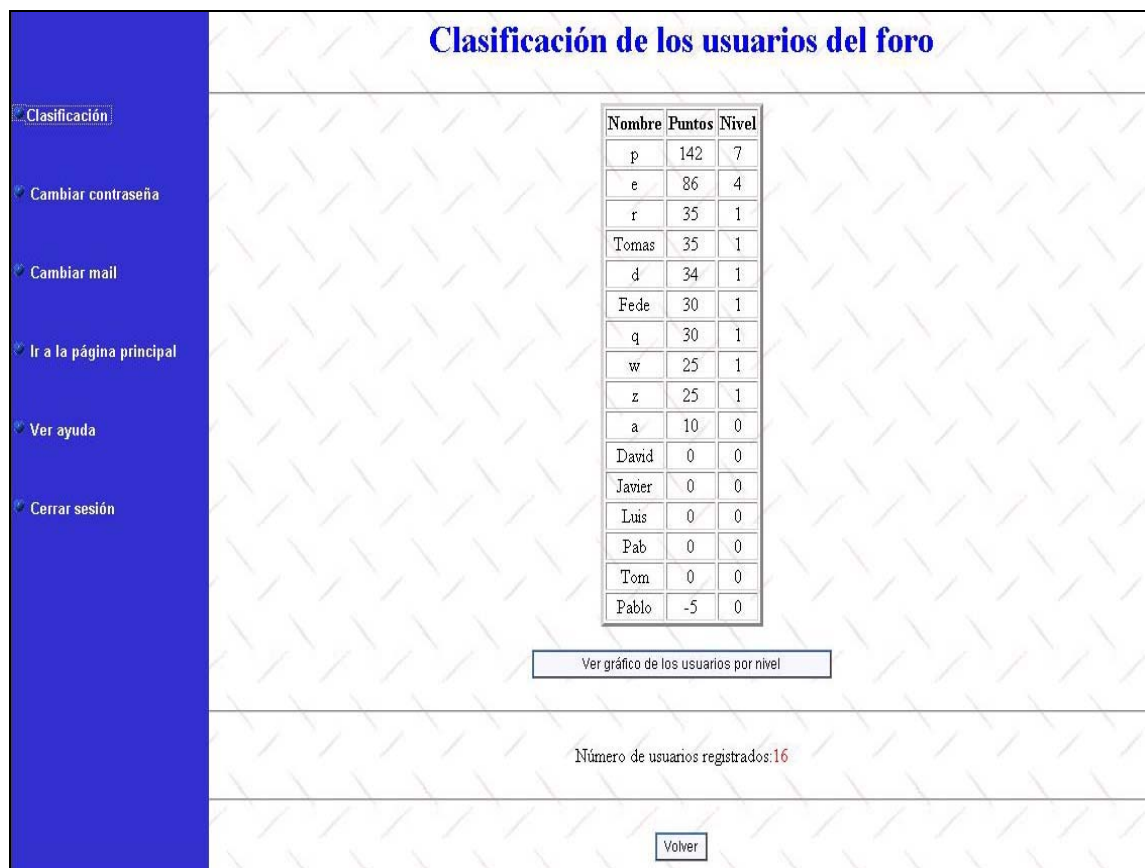 Clasificación de los usuarios del foro
Clasificación
Cambiar contraseña
Cambiar mail
Ir a la página principal
Ver ayuda
Cerrar sesión
Nombre Puntos Nivel
p 142 7
e 86 4
r 35 1
Tomas 35 1
d 34 1
Fede 30 1
q 30 1
w 25 1
z 25 1
a 10 0
David 0 0
Javier 0 0
Luis 0 0
Pab 0 0
Tom 0 0
Pablo -5 0
Ver gráfico de los usuarios por nivel
Número de usuarios registrados:16
Volver